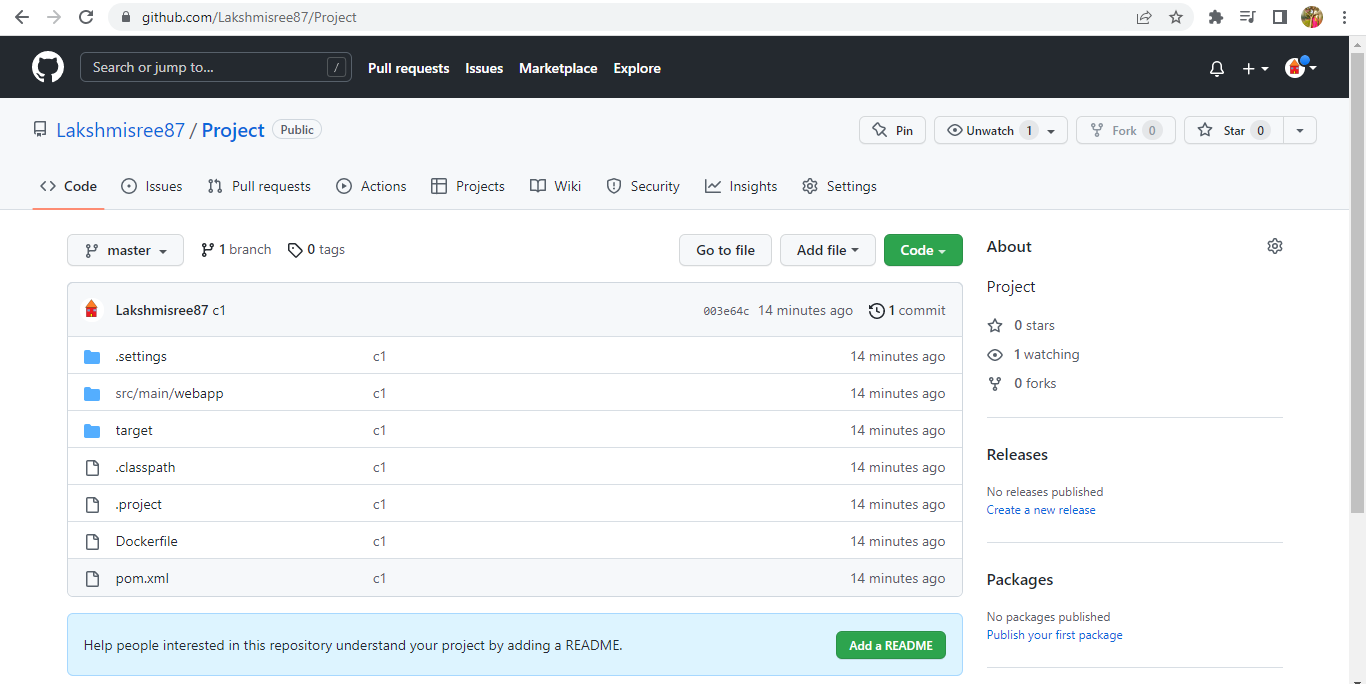 github.com/Lakshmisree87/Project
Search or jump to... / Pull requests Issues Marketplace Explore
Lakshmisree87 / Project Public Pin Unwatch 1 Fork 0 Star 0
Code Issues Pull requests Actions Projects Wiki Security Insights Settings
master 1 branch 0 tags Go to file Add file Code
Lakshmisree87 c1 003e64c 14 minutes ago 1 commit
.settings c1 14 minutes ago
src/main/webapp c1 14 minutes ago
target c1 14 minutes ago
.classpath c1 14 minutes ago
.project c1 14 minutes ago
Dockerfile c1 14 minutes ago
pom.xml c1 14 minutes ago
Help people interested in this repository understand your project by adding a README. Add a README
About
Project
0 stars
1 watching
0 forks
Releases
No releases published
Create a new release
Packages
No packages published
Publish your first package